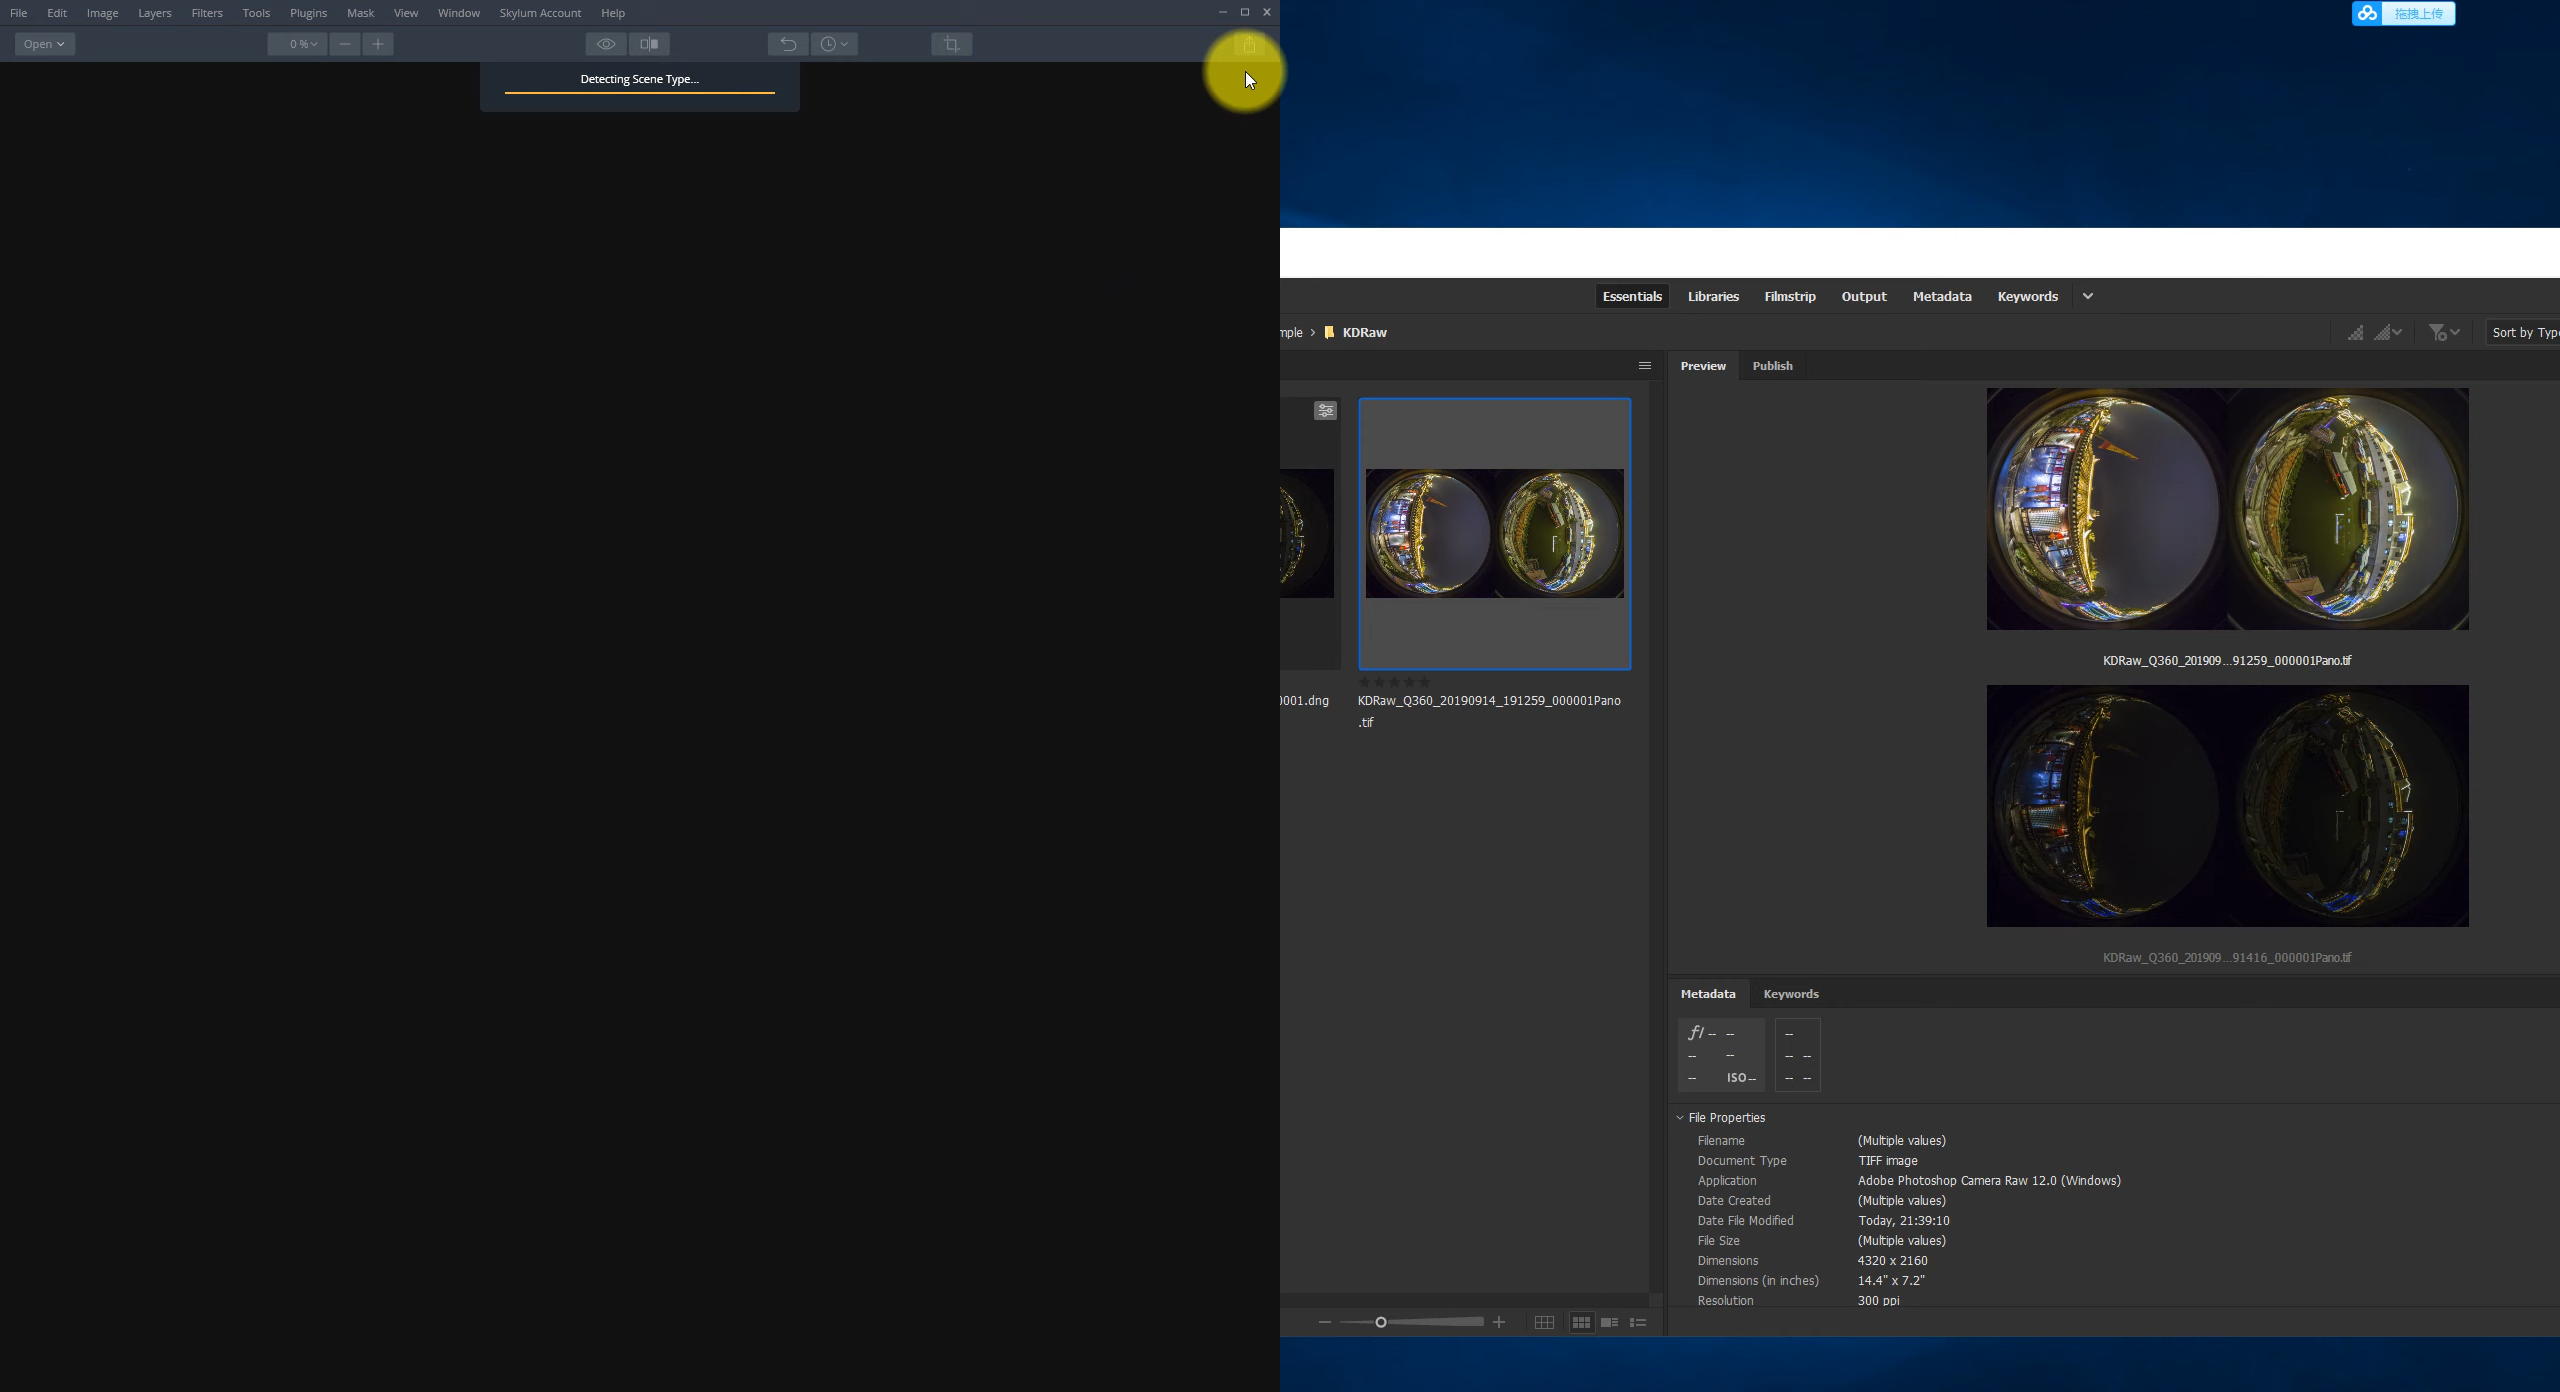 File Edit Image Layers Filters Tools Plugins Mask View Window Skylum Account Help
Open 0 %
Detecting Scene Type...
拖拽上传
Essentials Libraries Filmstrip Output Metadata Keywords
mple > KDRaw
Sort by Type
Preview Publish
KDRaw_Q360_201909...91259_000001Pano.tif
0001.dng
KDRaw_Q360_20190914_191259_000001Pano
.tif
KDRaw_Q360_201909...91416_000001Pano.tif
Metadata Keywords
f/ -- -- --
-- -- -- --
-- ISO -- -- --
File Properties
Filename (Multiple values)
Document Type TIFF image
Application Adobe Photoshop Camera Raw 12.0 (Windows)
Date Created (Multiple values)
Date File Modified Today, 21:39:10
File Size (Multiple values)
Dimensions 4320 x 2160
Dimensions (in inches) 14.4" x 7.2"
Resolution 300 ppi